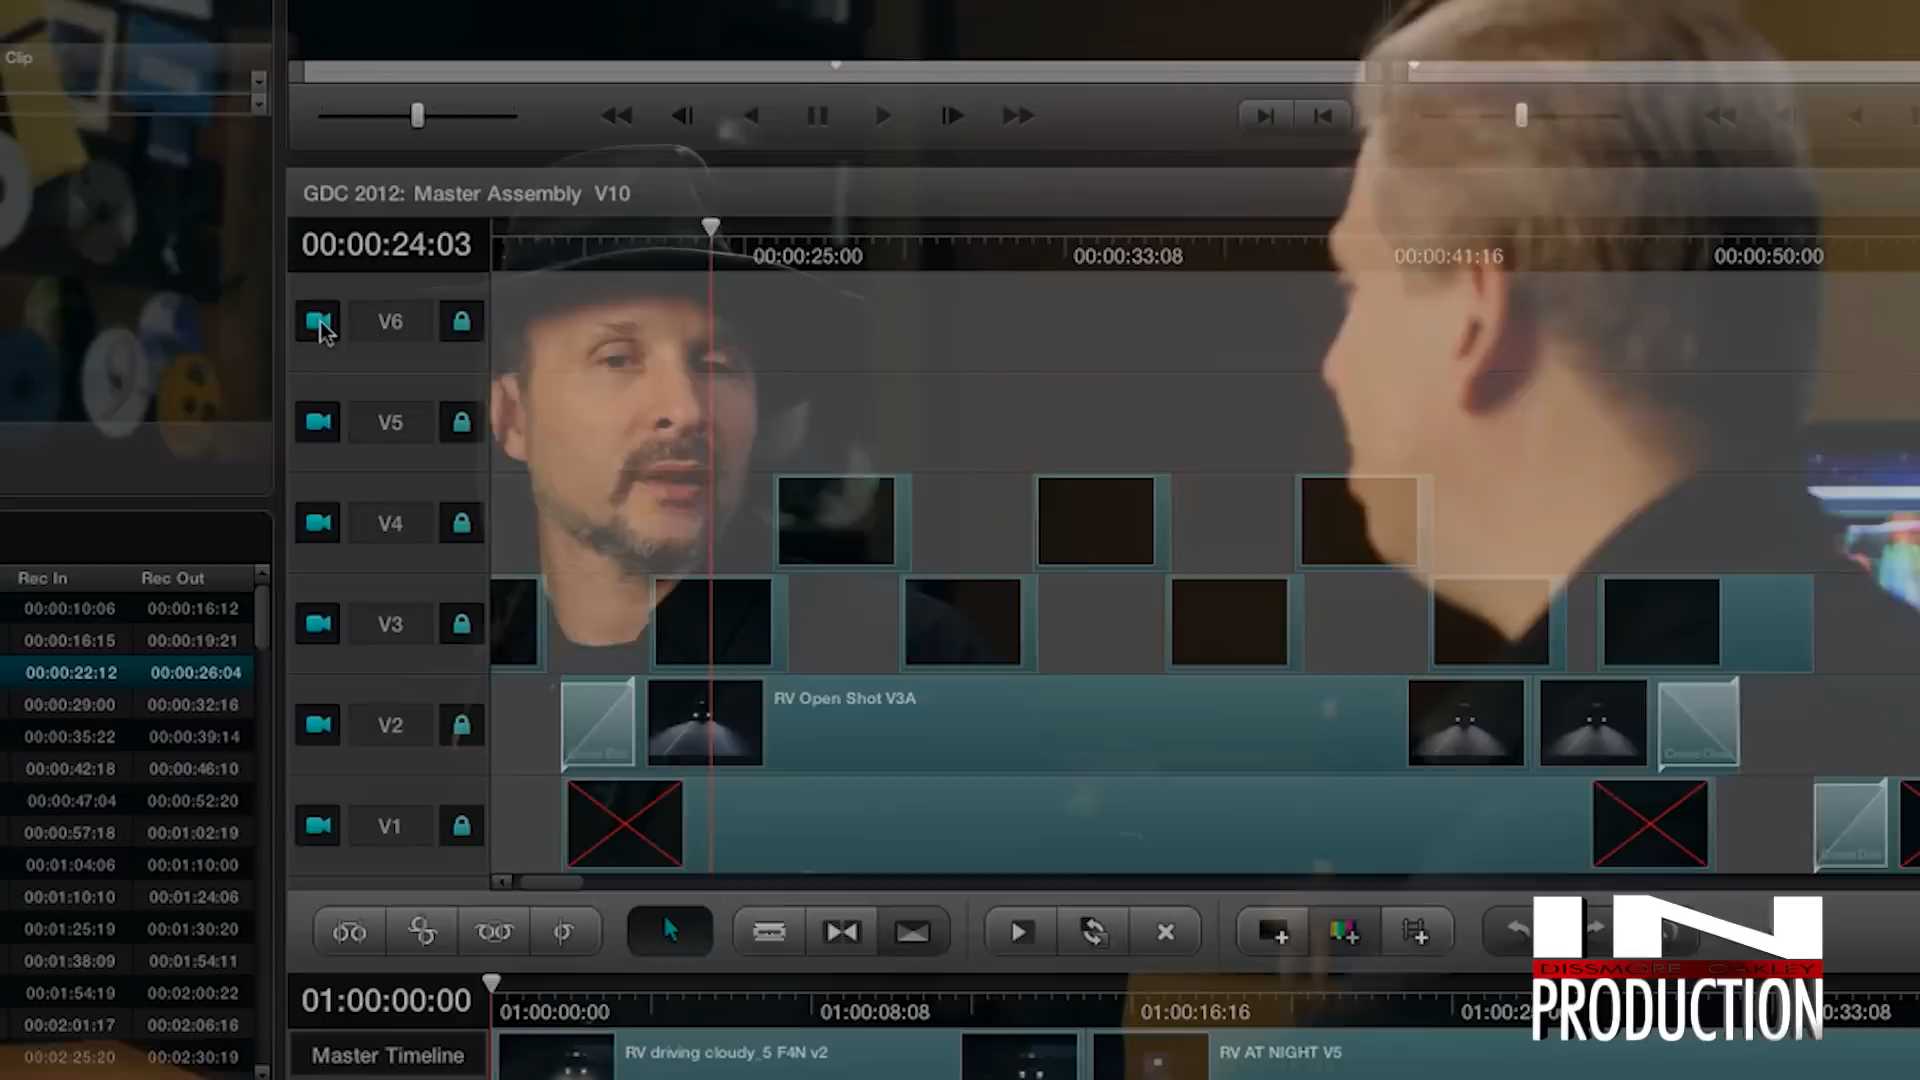 Clip
GDC 2012: Master Assembly V10
00:00:24:03
00:00:25:00
00:00:33:08
00:00:41:16
00:00:50:00
V6
V5
V4
Rec In Rec Out
00:00:10:06 00:00:16:12
00:00:16:15 00:00:19:21
00:00:22:12 00:00:26:04
00:00:29:00 00:00:32:16
00:00:35:22 00:00:39:14
00:00:42:18 00:00:46:10
00:00:47:04 00:00:52:20
00:00:57:18 00:01:02:19
00:01:04:06 00:01:10:00
00:01:10:10 00:01:24:06
00:01:25:19 00:01:30:20
00:01:38:09 00:01:54:11
00:01:54:19 00:02:00:22
00:02:01:17 00:02:06:16
00:02:25:20 00:02:30:19
V3
V2
RV Open Shot V3A
V1
01:00:00:00
01:00:00:00
01:00:08:08
01:00:16:16
Master Timeline
RV driving cloudy_5 F4N v2
RV AT NIGHT V5
IN
DISSMORE OAKLEY
PRODUCTION